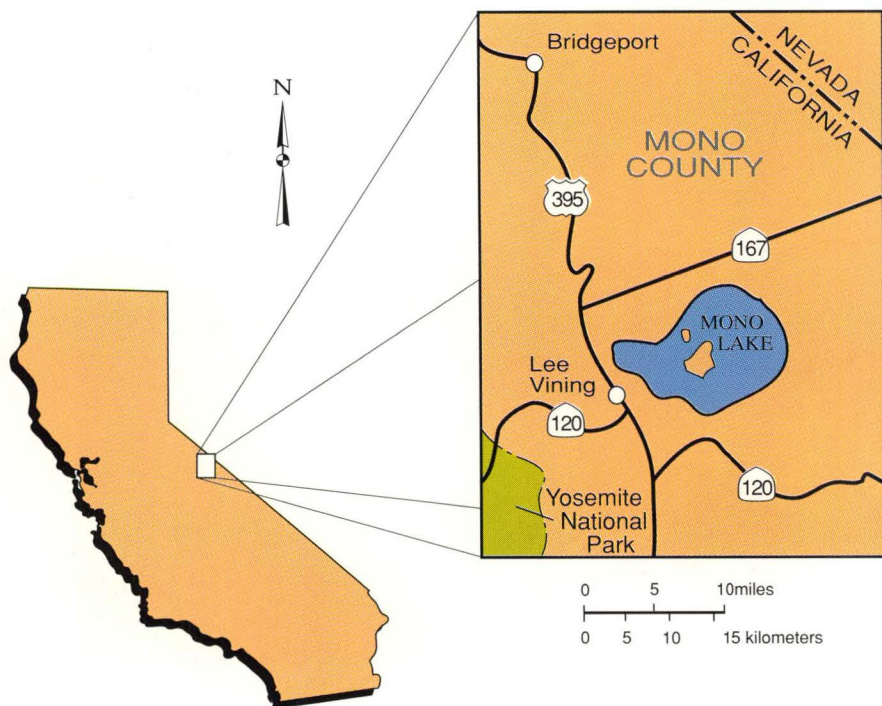 N
Bridgeport
NEVADA
CALIFORNIA
MONO
COUNTY
395
167
MONO
LAKE
Lee
Vining
120
120
Yosemite
National
Park
0 5 10miles
0 5 10 15 kilometers